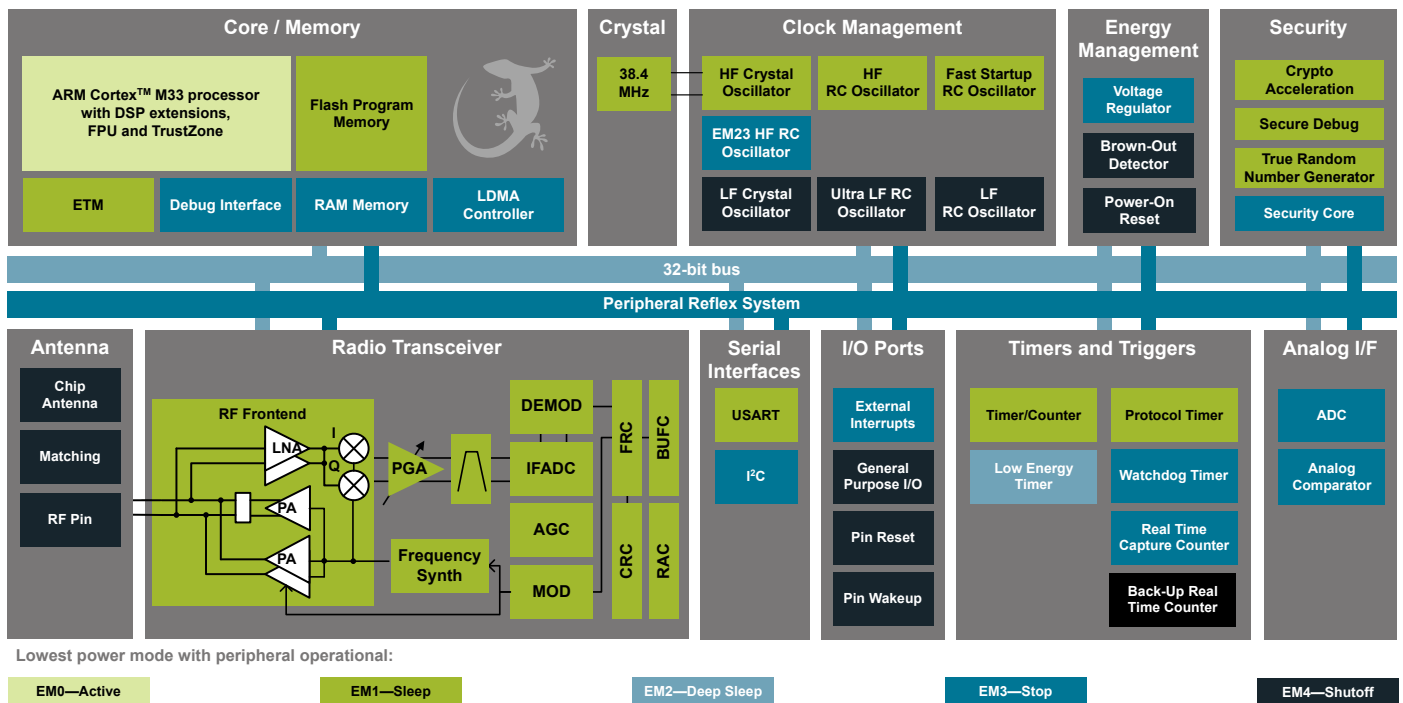 Core / Memory
ARM Cortex™ M33 processor
with DSP extensions,
FPU and TrustZone
Flash Program
Memory
ETM
Debug Interface
RAM Memory
LDMA
Controller
Crystal
38.4
MHz
Clock Management
HF Crystal
Oscillator
HF
RC Oscillator
Fast Startup
RC Oscillator
EM23 HF RC
Oscillator
LF Crystal
Oscillator
Ultra LF RC
Oscillator
LF
RC Oscillator
Energy
Management
Voltage
Regulator
Brown-Out
Detector
Power-On
Reset
Security
Crypto
Acceleration
Secure Debug
True Random
Number Generator
Security Core
32-bit bus
Peripheral Reflex System
Antenna
Chip
Antenna
Matching
RF Pin
Radio Transceiver
RF Frontend
LNA
I
Q
PA
PA
PGA
Frequency
Synth
DEMOD
IFADC
AGC
MOD
FRC
BUFC
CRC
RAC
Serial
Interfaces
USART
I²C
I/O Ports
External
Interrupts
General
Purpose I/O
Pin Reset
Pin Wakeup
Timers and Triggers
Timer/Counter
Protocol Timer
Low Energy
Timer
Watchdog Timer
Real Time
Capture Counter
Back-Up Real
Time Counter
Analog I/F
ADC
Analog
Comparator
Lowest power mode with peripheral operational:
EM0—Active
EM1—Sleep
EM2—Deep Sleep
EM3—Stop
EM4—Shutoff